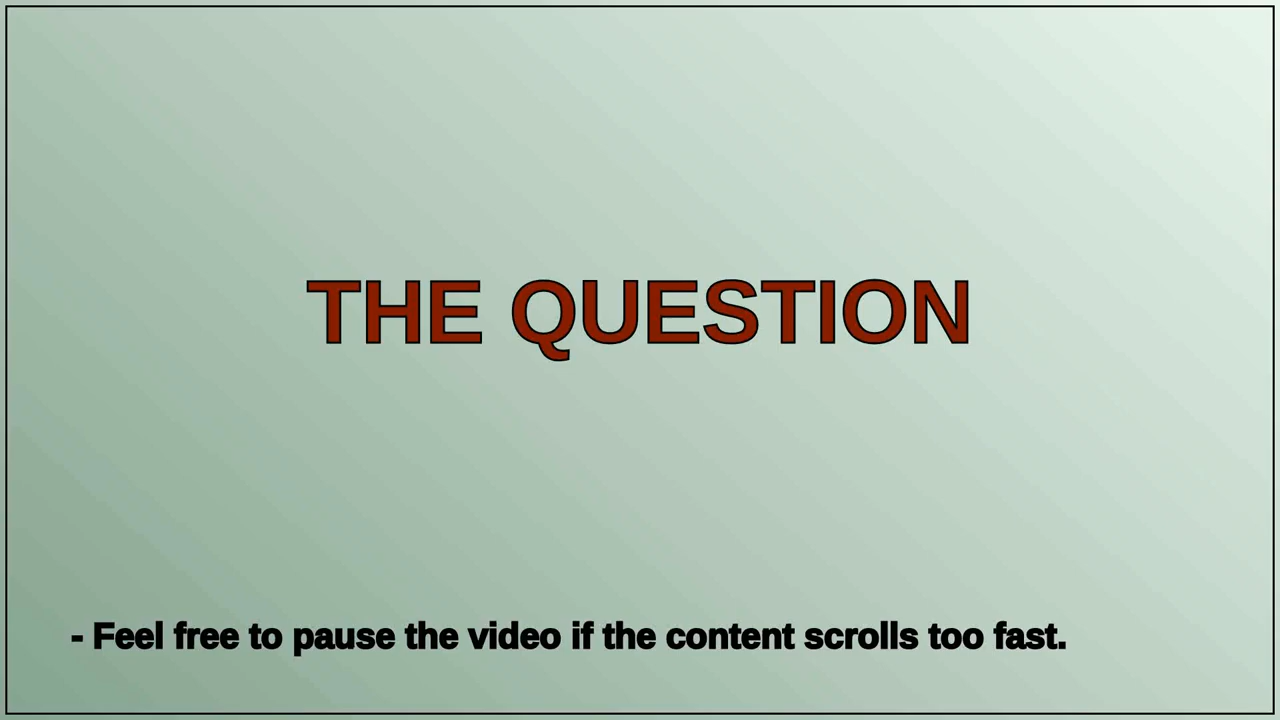 THE QUESTION
- Feel free to pause the video if the content scrolls too fast.